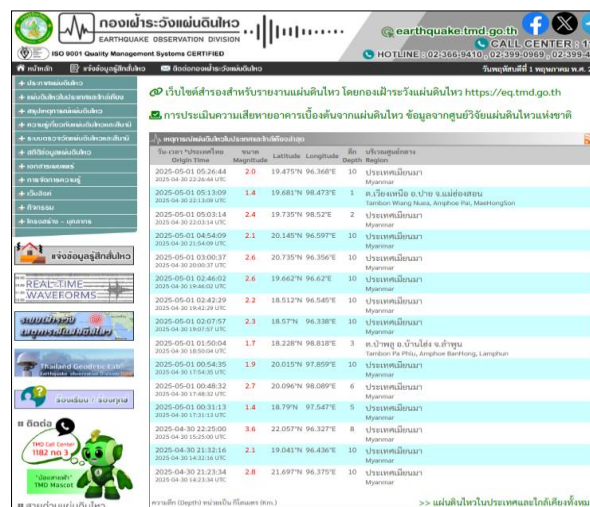 กองเฝ้าระวังแผ่นดินไหว
EARTHQUAKE OBSERVATION DIVISION
ISO 9001 Quality Management Systems CERTIFIED
earthquake.tmd.go.th
CALL CENTER : 1
HOTLINE : 02-366-9410 , 02-399-0969 , 02-399-4
หน้าหลัก แจ้งข้อมูลรู้สึกสั่นไหว ติดต่อกองเฝ้าระวังแผ่นดินไหว
วันพฤหัสบดีที่ 1 พฤษภาคม พ.ศ. 2
+ ประกาศแผ่นดินไหว
+ แผ่นดินไหวในประเทศและใกล้เคียง
+ สรุปเหตุการณ์แผ่นดินไหว
+ ความรู้เกี่ยวกับแผ่นดินไหวและสึนามิ
+ ระบบตรวจวัดแผ่นดินไหวและสึนามิ
+ สถิติข้อมูลแผ่นดินไหว
+ เอกสารเผยแพร่
+ การจัดการความรู้
+ เว็บลิงค์
+ กิจกรรม
+ โครงสร้าง - บุคลากร
แจ้งข้อมูลรู้สึกสั่นไหว
REAL-TIME
WAVEFORMS
Thailand Geodetic Lab
ร้องเรียน / ร้องทุกข์
ติดต่อ
TMD Call Center
1182 กด 3
"น้องสายฟ้า"
TMD Mascot
เว็บไซต์สำรองสำหรับรายงานแผ่นดินไหว โดยกองเฝ้าระวังแผ่นดินไหว https://eq.tmd.go.th
การประเมินความเสียหายอาคารเบื้องต้นจากแผ่นดินไหว ข้อมูลจากศูนย์วิจัยแผ่นดินไหวแห่งชาติ
เหตุการณ์แผ่นดินไหวในประเทศและใกล้เคียงล่าสุด
วัน-เวลา *ประเทศไทย ขนาด Latitude Longitude ลึก บริเวณศูนย์กลาง
Origin Time Magnitude Depth Region
2025-05-01 05:26:44 2.0 19.475°N 96.368°E 10 ประเทศเมียนมา
2025-04-30 22:26:44 UTC Myanmar
2025-05-01 05:13:09 1.4 19.681°N 98.473°E 1 ต.เวียงเหนือ อ.ปาย จ.แม่ฮ่องสอน
2025-04-30 22:13:09 UTC Tambon Wiang Nuea, Amphoe Pai, MaeHongSon
2025-05-01 05:03:14 2.4 19.735°N 98.52°E 2 ประเทศเมียนมา
2025-04-30 22:03:14 UTC Myanmar
2025-05-01 04:54:09 2.1 20.145°N 96.597°E 10 ประเทศเมียนมา
2025-04-30 21:54:09 UTC Myanmar
2025-05-01 03:00:37 2.6 20.735°N 96.356°E 10 ประเทศเมียนมา
2025-04-30 20:00:37 UTC Myanmar
2025-05-01 02:46:02 2.6 19.662°N 96.62°E 10 ประเทศเมียนมา
2025-04-30 19:46:02 UTC Myanmar
2025-05-01 02:42:29 2.2 18.512°N 96.545°E 10 ประเทศเมียนมา
2025-04-30 19:42:29 UTC Myanmar
2025-05-01 02:07:57 2.3 18.57°N 96.338°E 10 ประเทศเมียนมา
2025-04-30 19:07:57 UTC Myanmar
2025-05-01 01:50:04 1.7 18.228°N 98.818°E 3 ต.ป่าพลู อ.บ้านโฮ่ง จ.ลำพูน
2025-04-30 18:50:04 UTC Tambon Pa Phlu, Amphoe BanHong, Lamphun
2025-05-01 00:54:35 1.9 20.015°N 97.859°E 10 ประเทศเมียนมา
2025-04-30 17:54:35 UTC Myanmar
2025-05-01 00:48:32 2.7 20.096°N 98.089°E 6 ประเทศเมียนมา
2025-04-30 17:48:32 UTC Myanmar
2025-05-01 00:31:13 1.4 18.79°N 97.547°E 5 ประเทศเมียนมา
2025-04-30 17:31:13 UTC Myanmar
2025-04-30 22:25:00 3.6 22.057°N 96.327°E 8 ประเทศเมียนมา
2025-04-30 15:25:00 UTC Myanmar
2025-04-30 21:32:16 2.1 19.041°N 96.436°E 10 ประเทศเมียนมา
2025-04-30 14:32:16 UTC Myanmar
2025-04-30 21:23:34 2.8 21.697°N 96.375°E 10 ประเทศเมียนมา
2025-04-30 14:23:34 UTC Myanmar
ความลึก (Depth) หน่วยเป็น กิโลเมตร (Km.)
>> แผ่นดินไหวในประเทศและใกล้เคียงทั้งหม